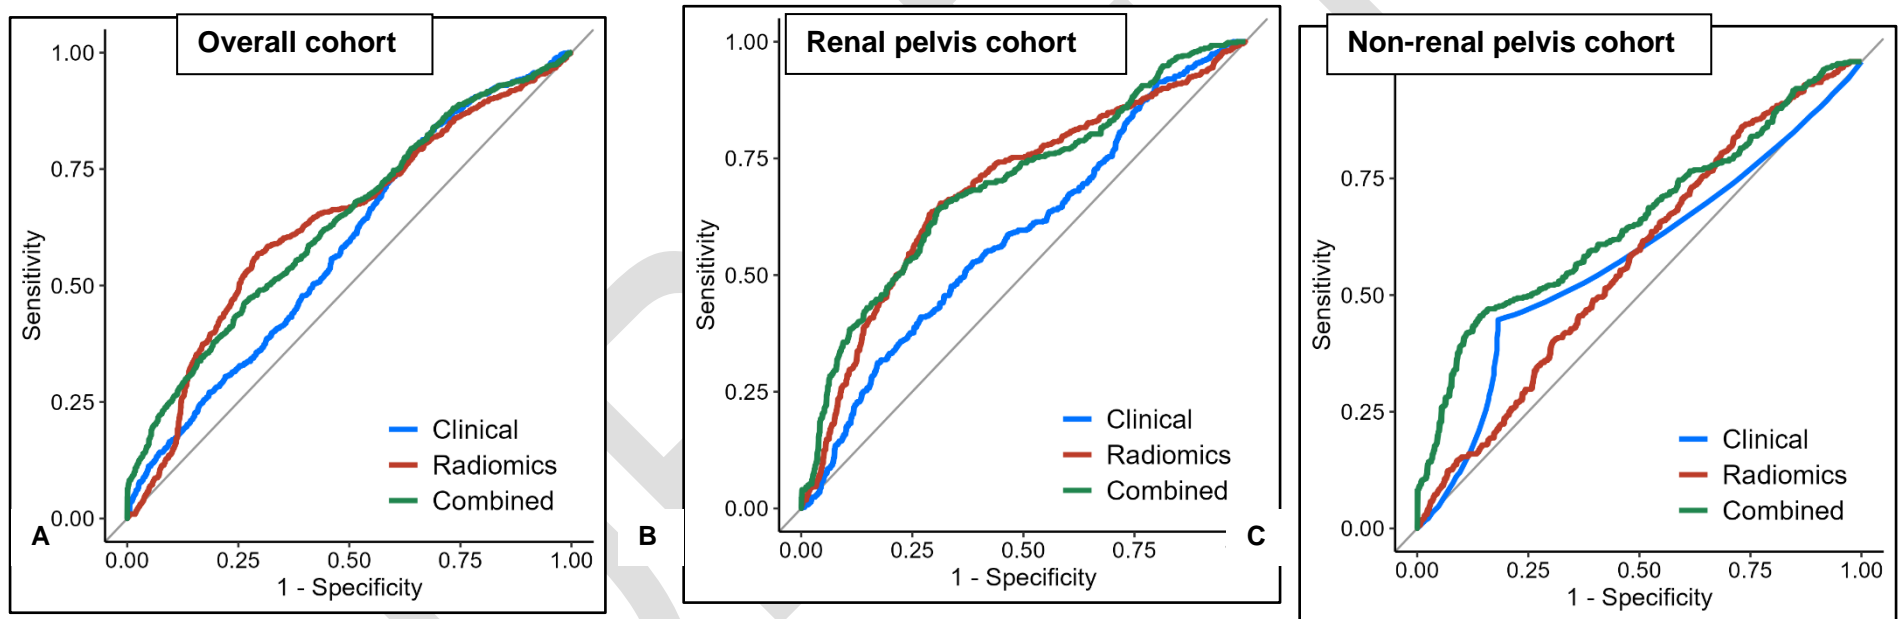 Overall cohort
1.00
0.75
0.50
0.25
0.00
Sensitivity
Clinical
Radiomics
Combined
A
0.00 0.25 0.50 0.75 1.00
1 - Specificity
Renal pelvis cohort
1.00
0.75
0.50
0.25
0.00
Sensitivity
Clinical
Radiomics
Combined
B
0.00 0.25 0.50 0.75
1 - Specificity
Non-renal pelvis cohort
0.75
0.50
0.25
0.00
Sensitivity
Clinical
Radiomics
Combined
C
0.00 0.25 0.50 0.75 1.00
1 - Specificity